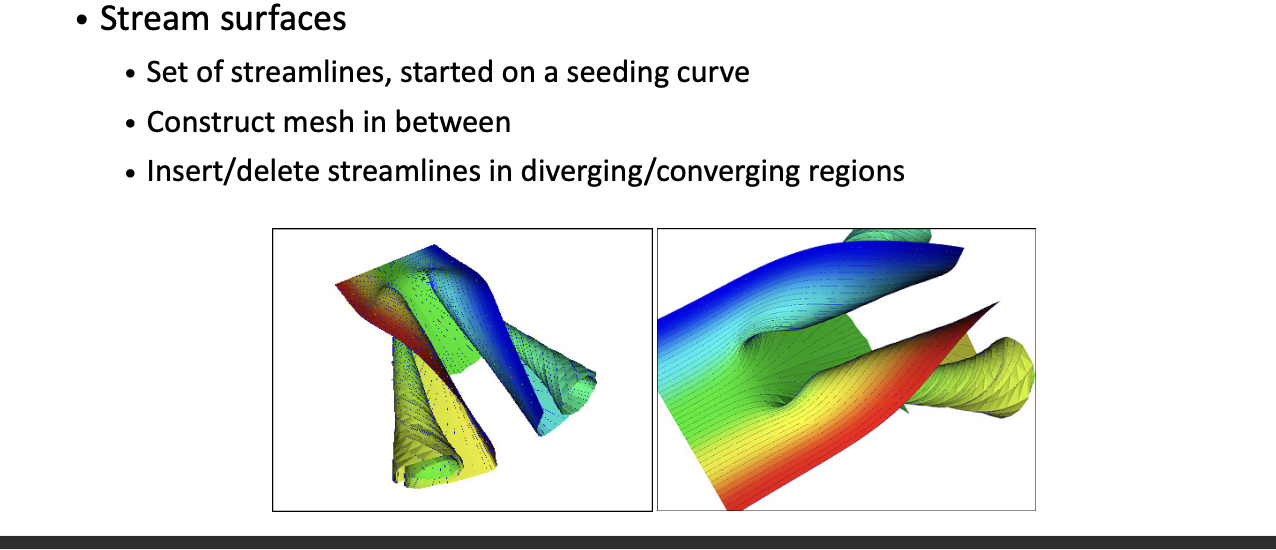 • Stream surfaces
• Set of streamlines, started on a seeding curve
• Construct mesh in between
• Insert/delete streamlines in diverging/converging regions